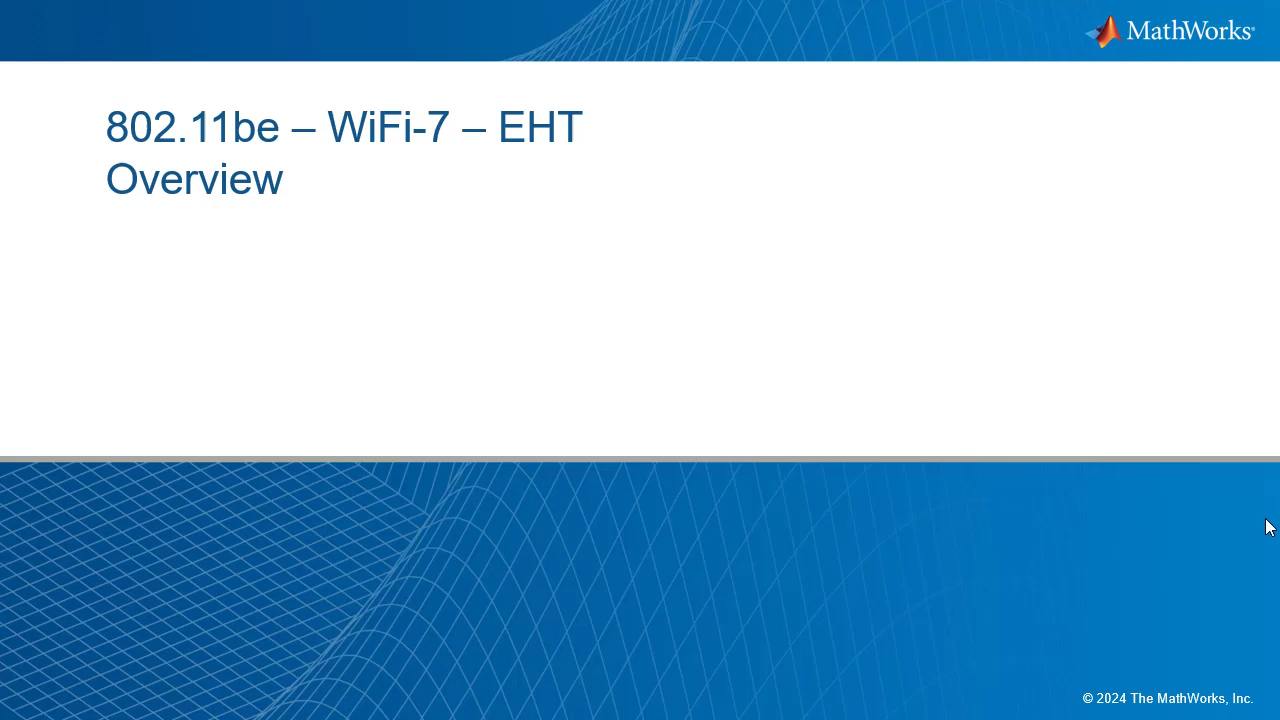 MathWorks®
802.11be – WiFi-7 – EHT
Overview
© 2024 The MathWorks, Inc.